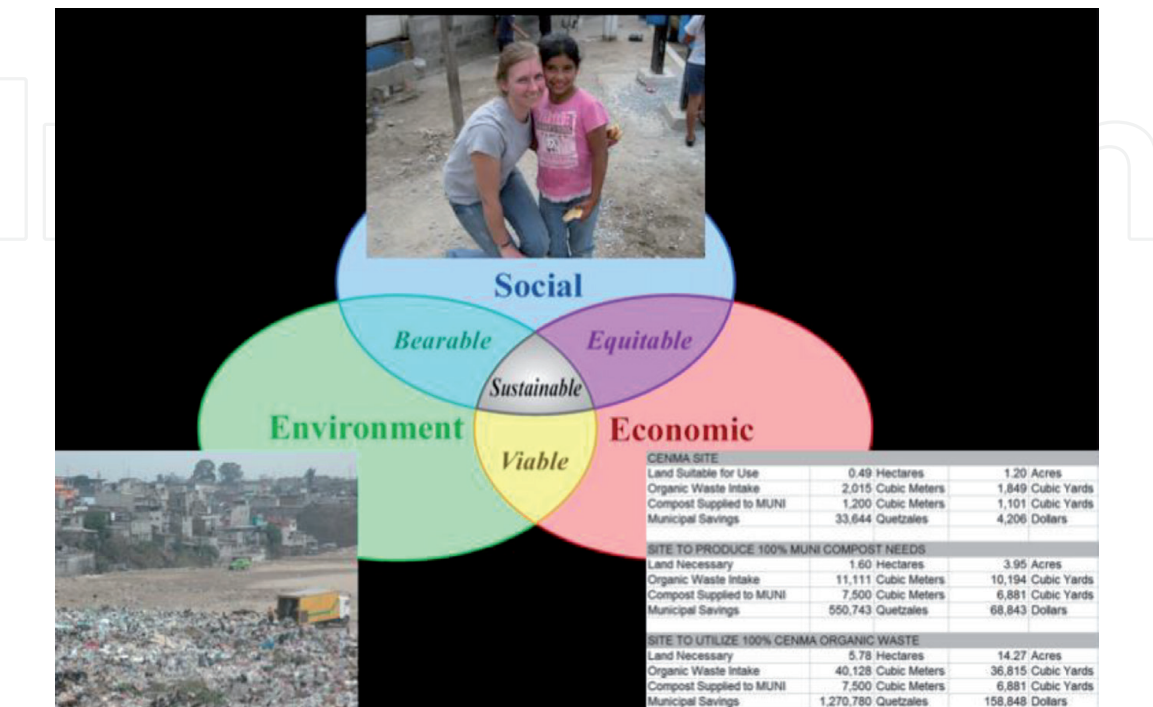 Social
Bearable
Equitable
Sustainable
Environment
Economic
Viable
CENMA SITE
Land Suitable for Use 0.49 Hectares 1.20 Acres
Organic Waste Intake 2,015 Cubic Meters 1,849 Cubic Yards
Compost Supplied to MUNI 1,200 Cubic Meters 1,101 Cubic Yards
Municipal Savings 33,644 Quetzales 4,206 Dollars
SITE TO PRODUCE 100% MUNI COMPOST NEEDS
Land Necessary 1.60 Hectares 3.95 Acres
Organic Waste Intake 11,111 Cubic Meters 10,194 Cubic Yards
Compost Supplied to MUNI 7,500 Cubic Meters 6,881 Cubic Yards
Municipal Savings 550,743 Quetzales 68,843 Dollars
SITE TO UTILIZE 100% CENMA ORGANIC WASTE
Land Necessary 5.78 Hectares 14.27 Acres
Organic Waste Intake 40,128 Cubic Meters 36,815 Cubic Yards
Compost Supplied to MUNI 7,500 Cubic Meters 6,881 Cubic Yards
Municipal Savings 1,270,780 Quetzales 158,848 Dollars